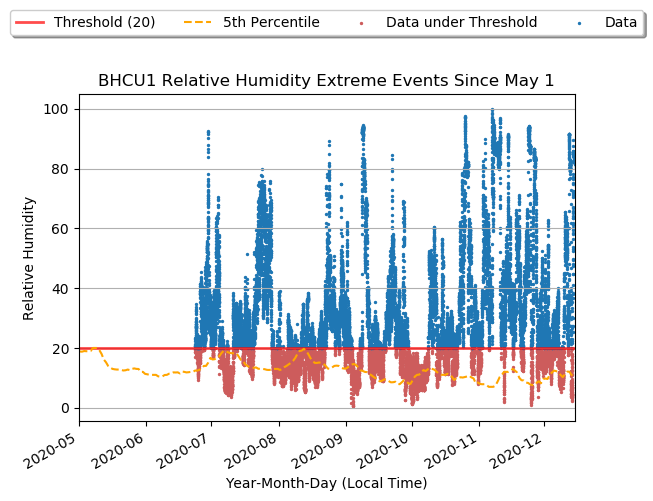 Threshold (20) 5th Percentile Data under Threshold Data
BHCU1 Relative Humidity Extreme Events Since May 1
100
80
60
40
20
0
Relative Humidity
2020-05 2020-06 2020-07 2020-08 2020-09 2020-10 2020-11 2020-12
Year-Month-Day (Local Time)